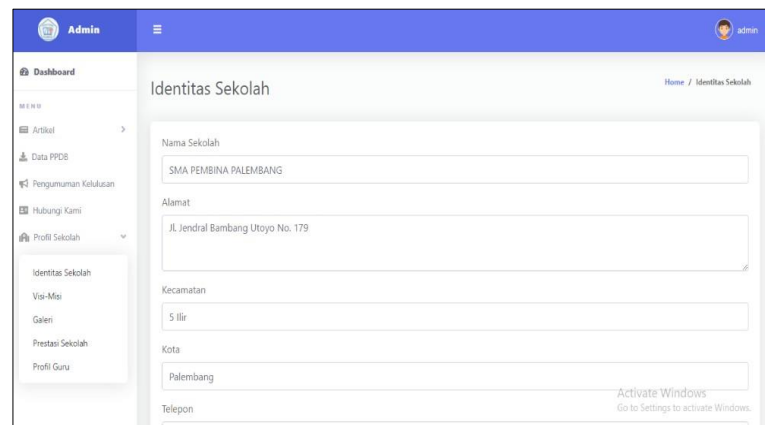 Admin
admin
Dashboard
Identitas Sekolah
Home / Identitas Sekolah
MENU
Artikel
Data PPDB
Pengumuman Kelulusan
Hubungi Kami
Profil Sekolah
Identitas Sekolah
Visi-Misi
Galeri
Prestasi Sekolah
Profil Guru
Nama Sekolah
SMA PEMBINA PALEMBANG
Alamat
Jl. Jendral Bambang Utoyo No. 179
Kecamatan
5 Ilir
Kota
Palembang
Telepon
Activate Windows
Go to Settings to activate Windows.